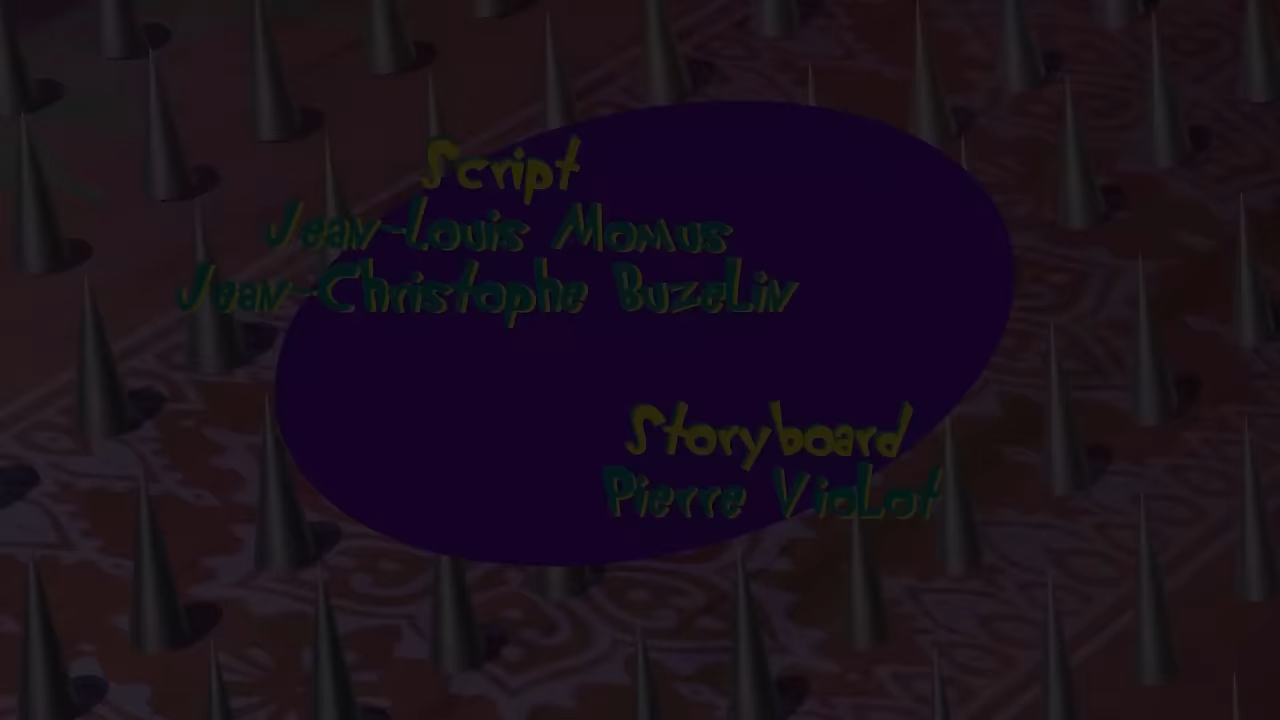 Script
Jean-Louis Momus
Jean-Christophe Buzelin
Storyboard
Pierre Violot